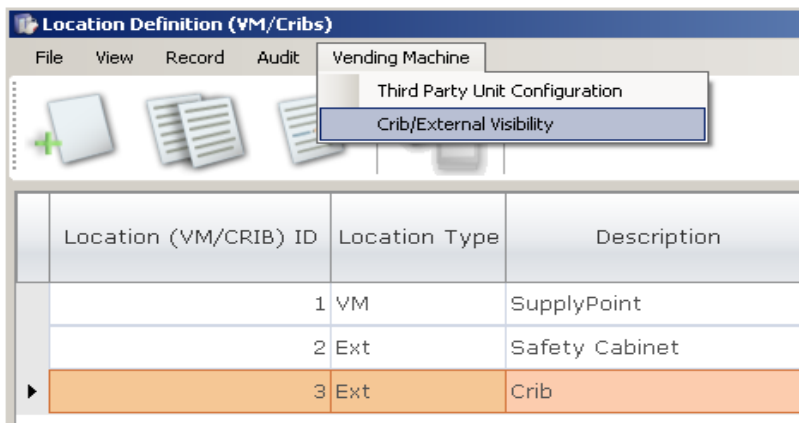 Location Definition (VM/Cribs)
File View Record Audit Vending Machine
Third Party Unit Configuration
Crib/External Visibility
Location (VM/CRIB) ID Location Type Description
1 VM SupplyPoint
2 Ext Safety Cabinet
3 Ext Crib